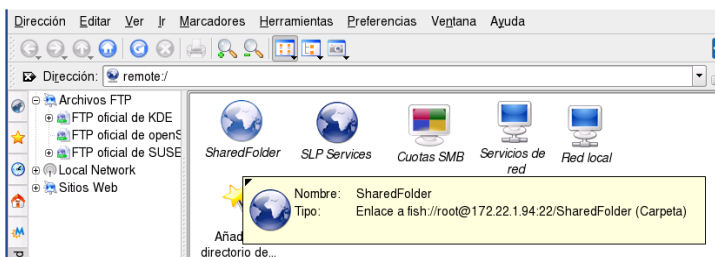 Dirección Editar Ver Ir Marcadores Herramientas Preferencias Ventana Ayuda
Dirección: remote:/
Archivos FTP
FTP oficial de KDE
FTP oficial de openS
FTP oficial de SUSE
Local Network
Sitios Web
SharedFolder
SLP Services
Cuotas SMB
Servicios de
red
Red local
Nombre: SharedFolder
Tipo: Enlace a fish://root@172.22.1.94:22/SharedFolder (Carpeta)
Añad
directorio de...